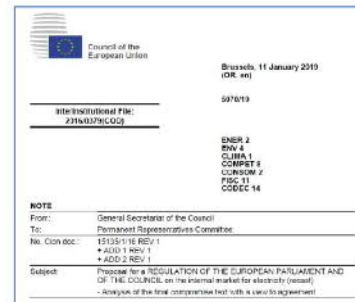 Council of the
European Union
Brussels, 11 January 2019
(OR. en)
5070/19
Interinstitutional File:
2016/0379(COD)
ENER 2
ENV 4
CLIMA 1
COMPET 8
CONSOM 2
FISC 11
CODEC 14
NOTE
From: General Secretariat of the Council
To: Permanent Representatives Committee
No. Cion doc.: 15135/1/16 REV 1
+ ADD 1 REV 1
+ ADD 2 REV 1
Subject: Proposal for a REGULATION OF THE EUROPEAN PARLIAMENT AND
OF THE COUNCIL on the internal market for electricity (recast)
- Analysis of the final compromise text with a view to agreement